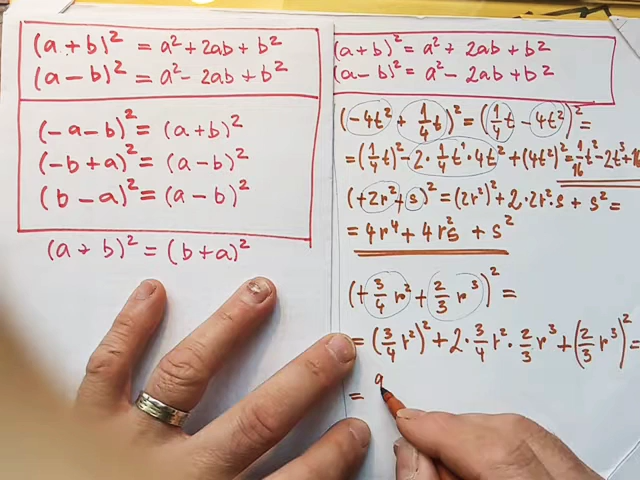 (a + b)² = a² + 2ab + b²
(a − b)² = a² − 2ab + b²
(−a − b)² = (a + b)²
(−b + a)² = (a − b)²
(b − a)² = (a − b)²
(a + b)² = (b + a)²
(a + b)² = a² + 2ab + b²
(a − b)² = a² − 2ab + b²
(−4t² + 1/4 t)² = (1/4 t − 4t²)² =
= (1/4 t)² − 2 · 1/4 t · 4t² + (4t²)² = 1/16 t² − 2t³ + 16
(+2r² + s)² = (2r²)² + 2 · 2r² · s + s² =
= 4r⁴ + 4r²s + s²
(+ 3/4 r² + 2/3 r³)² =
= (3/4 r²)² + 2 · 3/4 r² · 2/3 r³ + (2/3 r³)² =
= 9